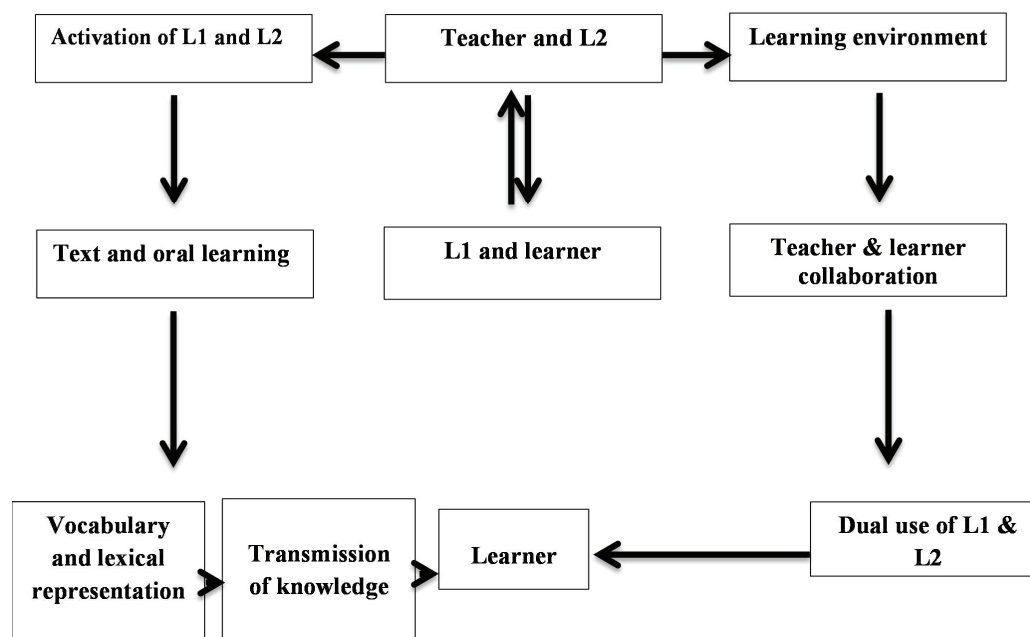 Activation of L1 and L2
Teacher and L2
Learning environment
Text and oral learning
L1 and learner
Teacher & learner
collaboration
Vocabulary
and lexical
representation
Transmission
of knowledge
Learner
Dual use of L1 &
L2